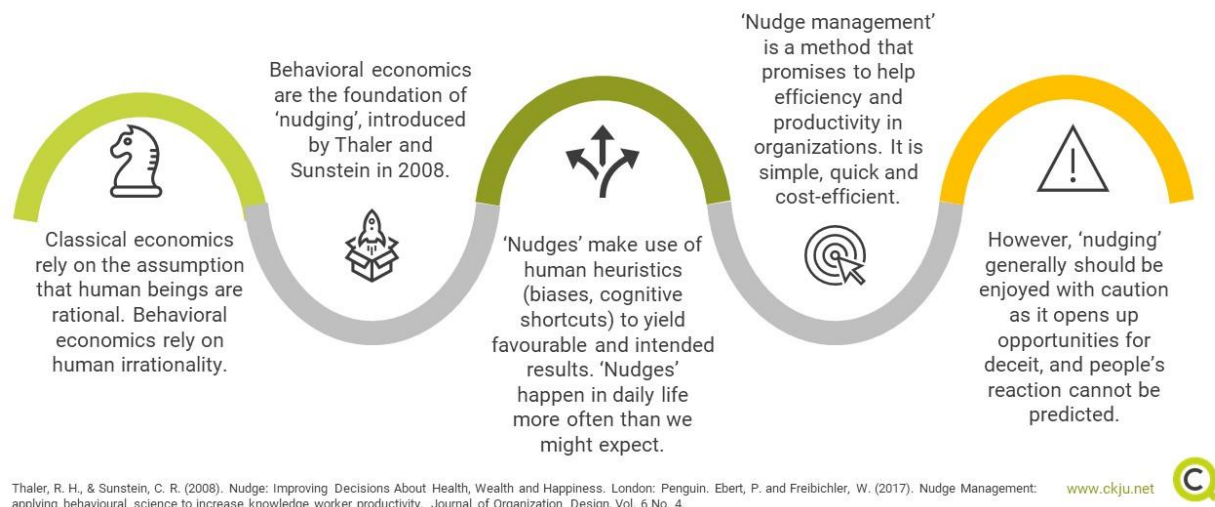 Classical economics
rely on the assumption
that human beings are
rational. Behavioral
economics rely on
human irrationality.
Behavioral economics
are the foundation of
‘nudging’, introduced
by Thaler and
Sunstein in 2008.
‘Nudges’ make use of
human heuristics
(biases, cognitive
shortcuts) to yield
favourable and intended
results. ‘Nudges’
happen in daily life
more often than we
might expect.
‘Nudge management’
is a method that
promises to help
efficiency and
productivity in
organizations. It is
simple, quick and
cost-efficient.
However, ‘nudging’
generally should be
enjoyed with caution
as it opens up
opportunities for
deceit, and people’s
reaction cannot be
predicted.
Thaler, R. H., & Sunstein, C. R. (2008). Nudge: Improving Decisions About Health, Wealth and Happiness. London: Penguin. Ebert, P. and Freibichler, W. (2017). Nudge Management:
applying behavioural science to increase knowledge worker productivity. Journal of Organization, Design, Vol. 6 No. 4
www.ckju.net
C